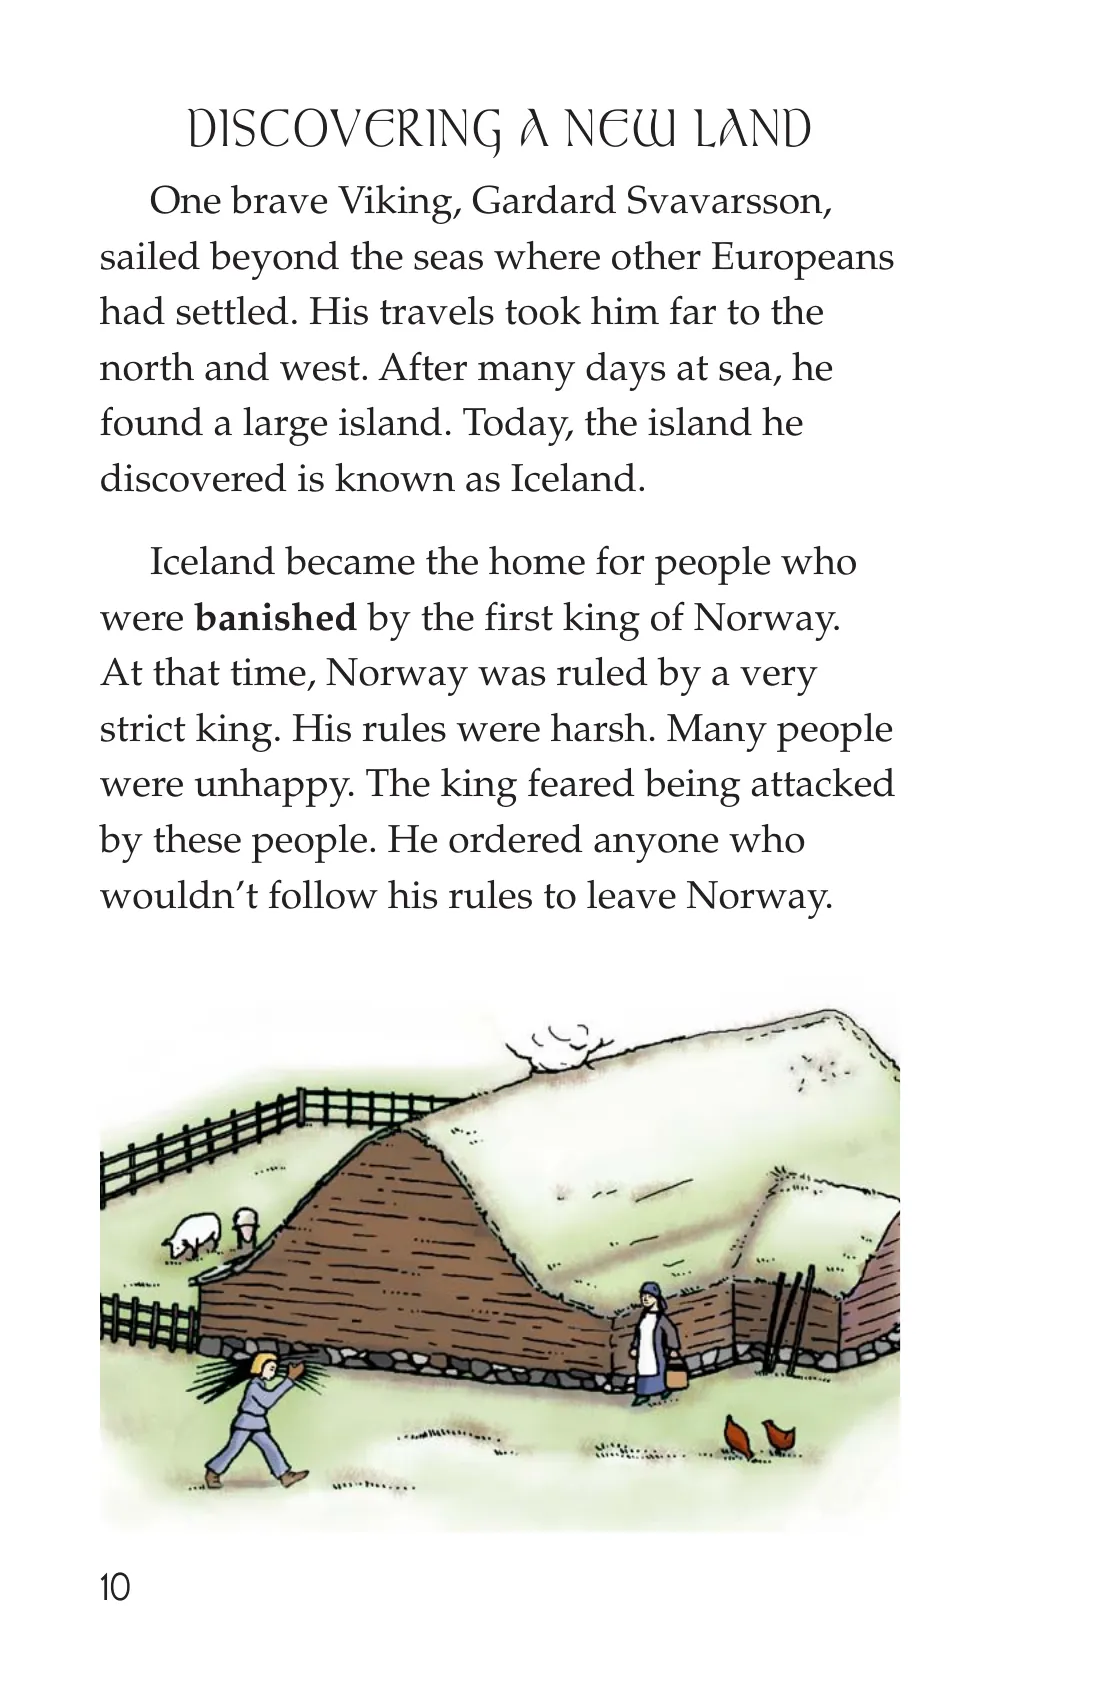 DISCOVERING A NEW LAND
One brave Viking, Gardard Svavarsson,
sailed beyond the seas where other Europeans
had settled. His travels took him far to the
north and west. After many days at sea, he
found a large island. Today, the island he
discovered is known as Iceland.
Iceland became the home for people who
were banished by the first king of Norway.
At that time, Norway was ruled by a very
strict king. His rules were harsh. Many people
were unhappy. The king feared being attacked
by these people. He ordered anyone who
wouldn’t follow his rules to leave Norway.
10